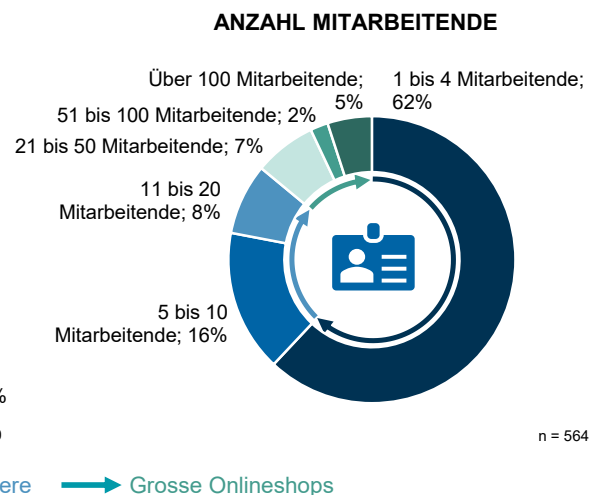 ANZAHL MITARBEITENDE
Über 100 Mitarbeitende;
5%
1 bis 4 Mitarbeitende;
62%
51 bis 100 Mitarbeitende; 2%
21 bis 50 Mitarbeitende; 7%
11 bis 20
Mitarbeitende; 8%
5 bis 10
Mitarbeitende; 16%
%
n = 564
ere
Grosse Onlineshops